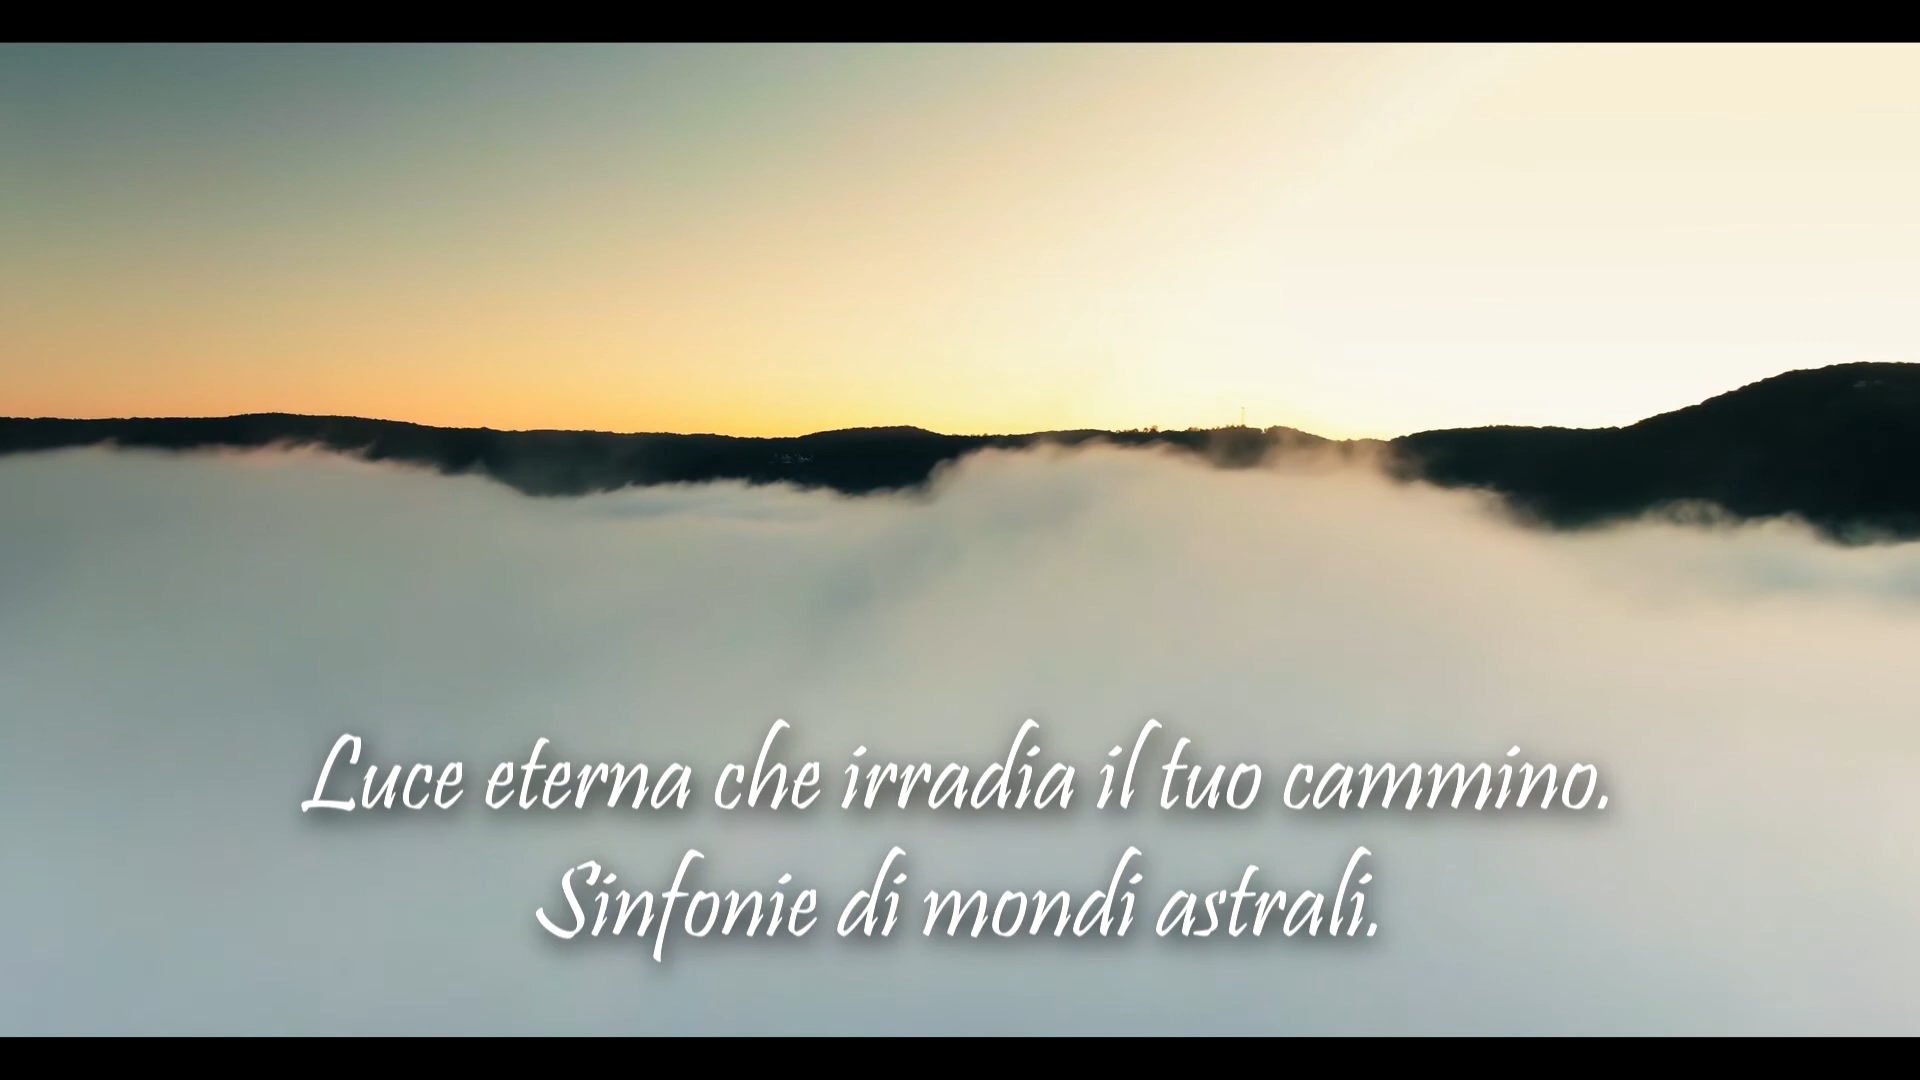 Luce eterna che irradia il tuo cammino.
Sinfonie di mondi astrali.